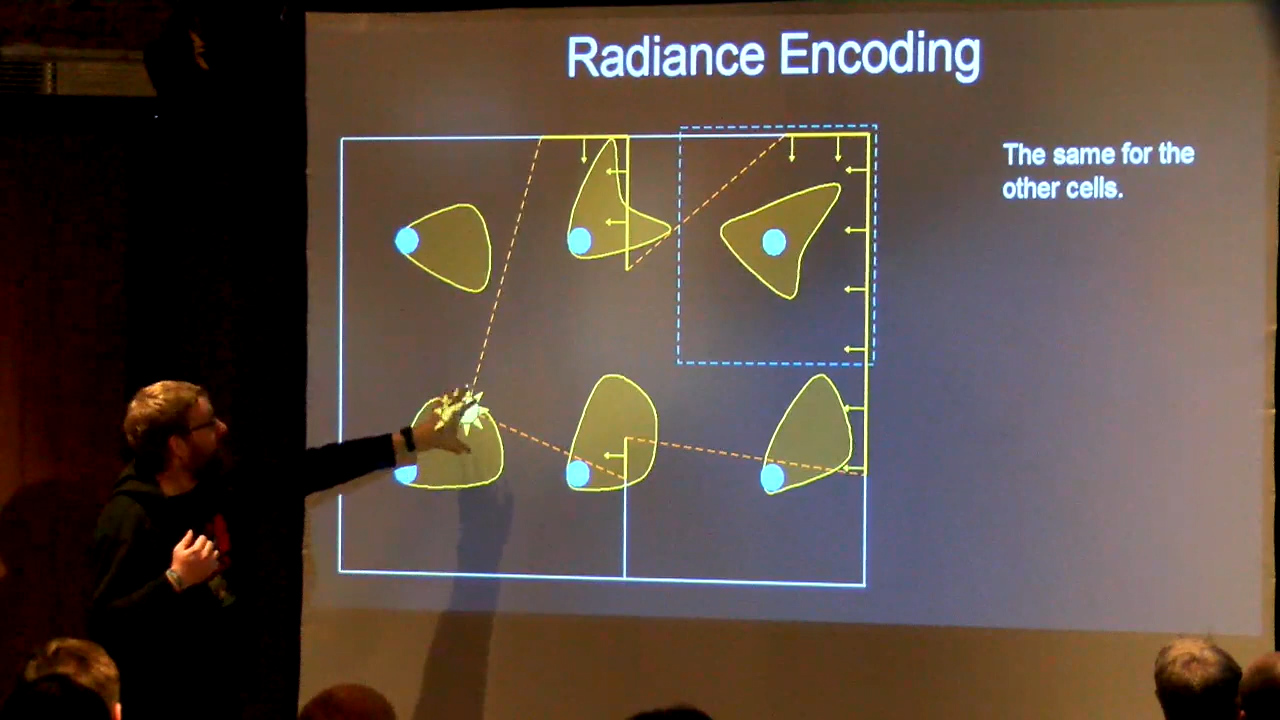 Radiance Encoding
The same for the
other cells.